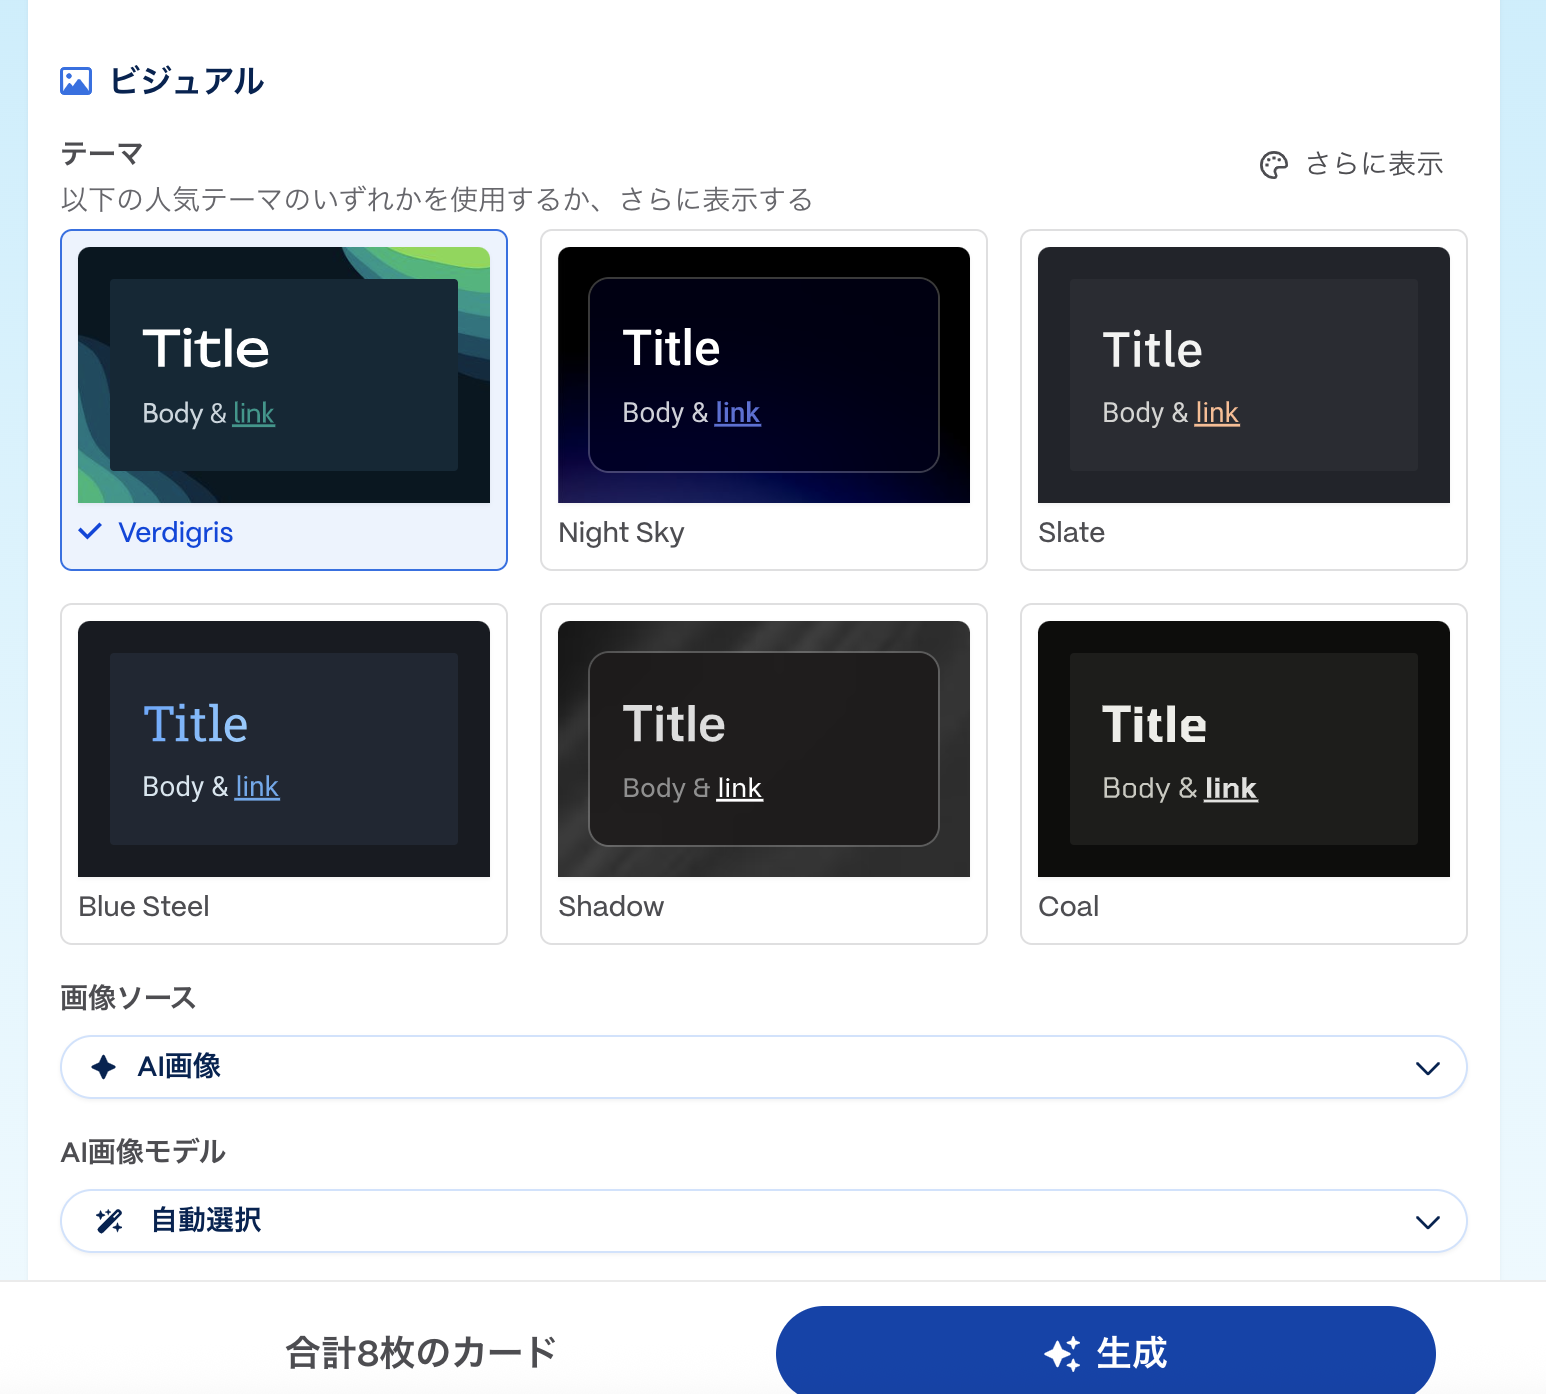 ビジュアル
テーマ
さらに表示
以下の人気テーマのいずれかを使用するか、さらに表示する
Title
Body & link
Verdigris
Title
Body & link
Night Sky
Title
Body & link
Slate
Title
Body & link
Blue Steel
Title
Body & link
Shadow
Title
Body & link
Coal
画像ソース
AI画像
AI画像モデル
自動選択
合計8枚のカード
生成